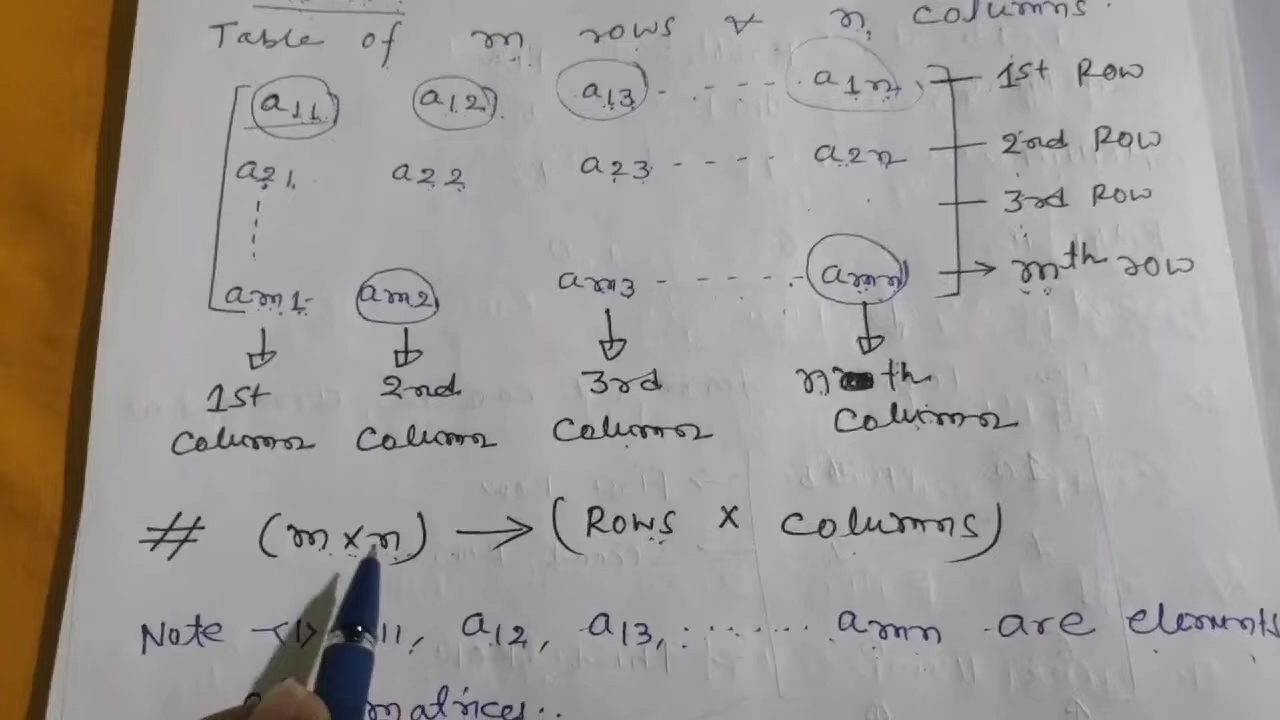 Table of m rows & n columns.
a11 a12 a13 - - - - - a1n, 1st Row
a21 a22 a23 - - - - a2n 2nd Row
3rd Row
am1 am2 am3 - - - - - amn → mth row
1st 2nd 3rd nth
column column column column
# (m×n) → (Rows × columns)
Note 11, a12, a13, ....... amn are elements
matrices..